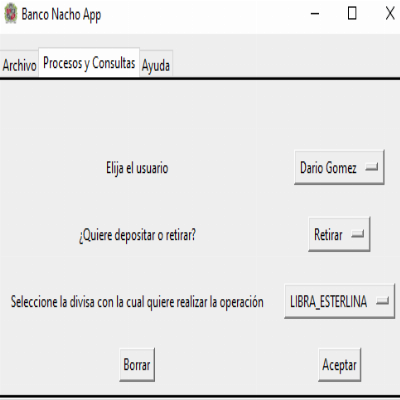 Banco Nacho App
Archivo Procesos y Consultas Ayuda
Elija el usuario Dario Gomez
¿Quiere depositar o retirar? Retirar
Seleccione la divisa con la cual quiere realizar la operación LIBRA_ESTERLINA
Borrar Aceptar